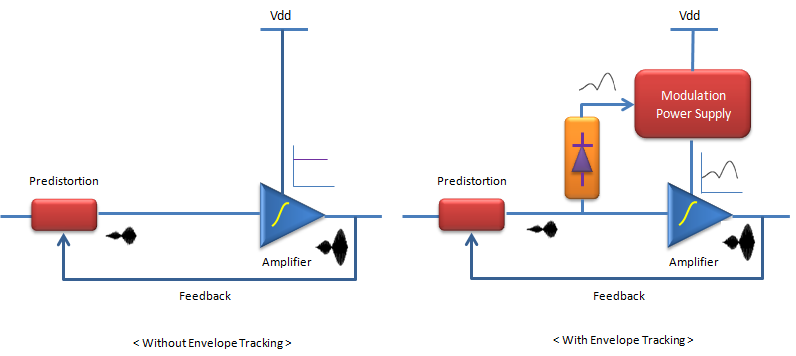 Vdd
Predistortion
Amplifier
Feedback
< Without Envelope Tracking >
Vdd
Modulation
Power Supply
Predistortion
Amplifier
Feedback
< With Envelope Tracking >